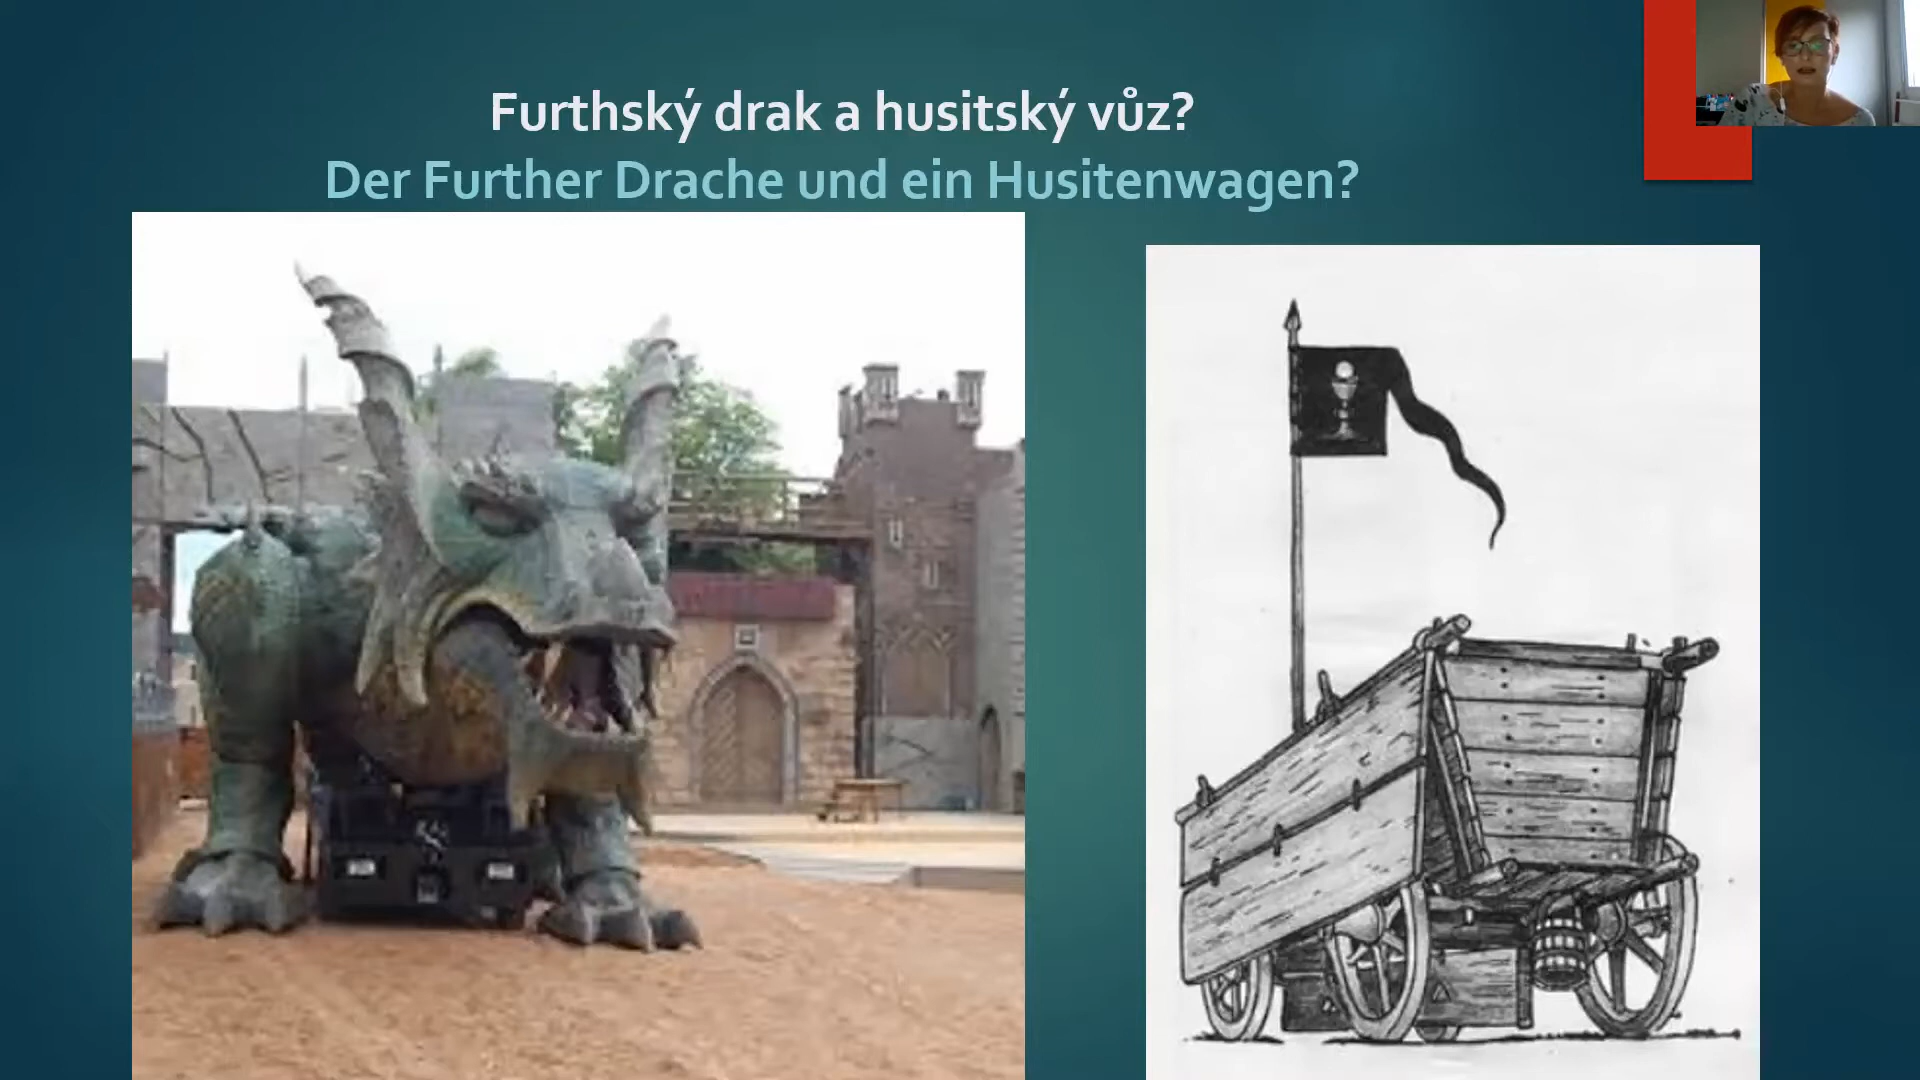 Furthský drak a husitský vůz?
Der Further Drache und ein Husitenwagen?